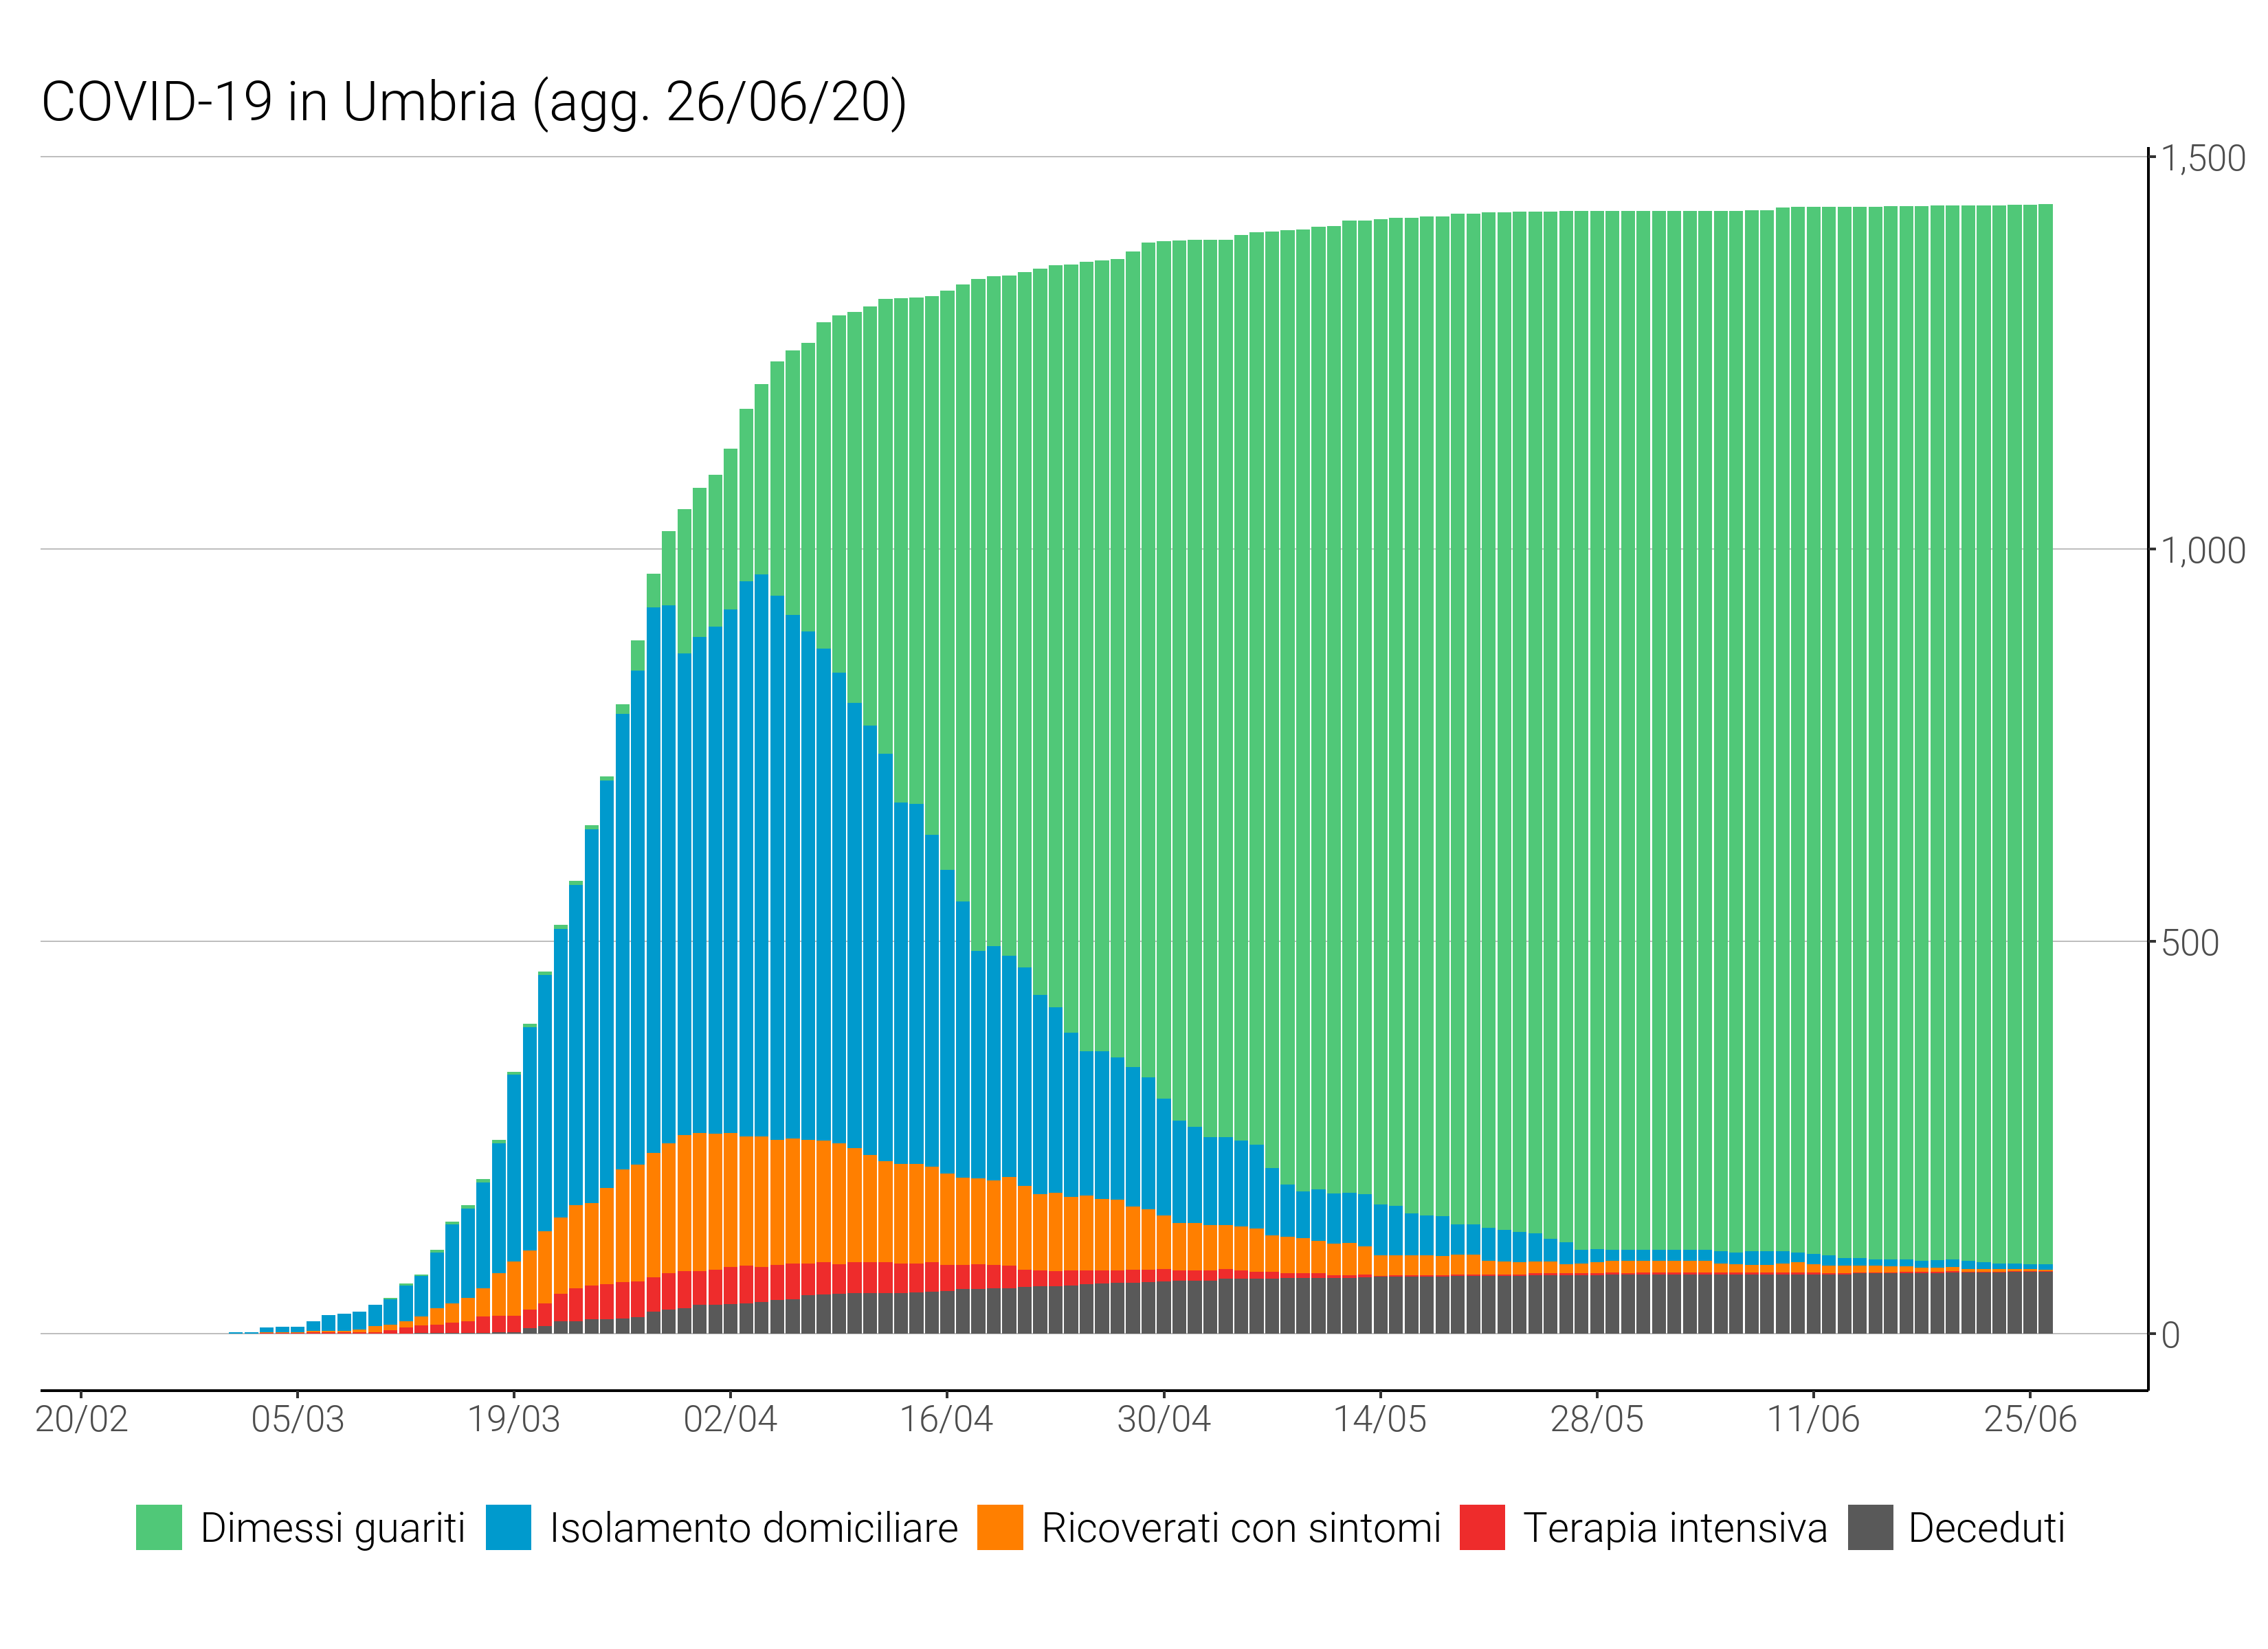 COVID-19 in Umbria (agg. 26/06/20)
1,500
1,000
500
0
20/02 05/03 19/03 02/04 16/04 30/04 14/05 28/05 11/06 25/06
Dimessi guariti Isolamento domiciliare Ricoverati con sintomi Terapia intensiva Deceduti